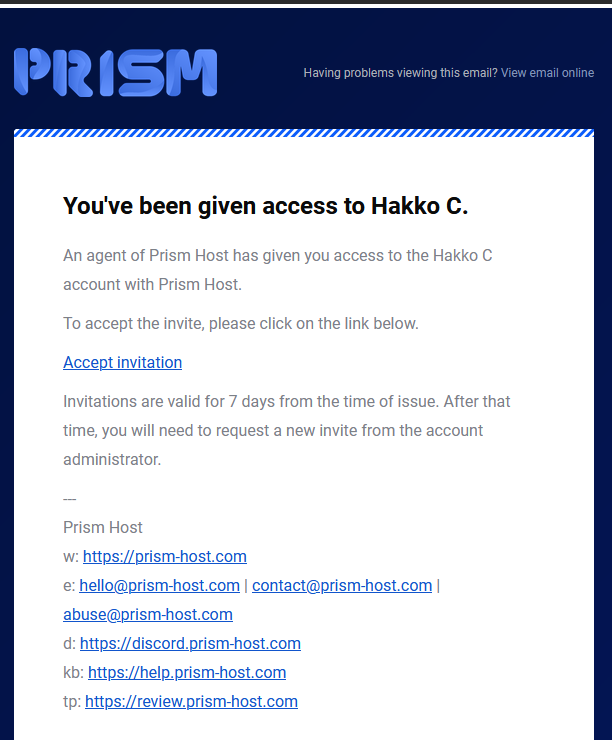 PRISM
Having problems viewing this email? View email online
You've been given access to Hakko C.
An agent of Prism Host has given you access to the Hakko C
account with Prism Host.
To accept the invite, please click on the link below.
Accept invitation
Invitations are valid for 7 days from the time of issue. After that
time, you will need to request a new invite from the account
administrator.
---
Prism Host
w: https://prism-host.com
e: hello@prism-host.com | contact@prism-host.com |
abuse@prism-host.com
d: https://discord.prism-host.com
kb: https://help.prism-host.com
tp: https://review.prism-host.com